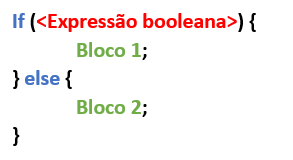 If (<Expressão booleana>) {
Bloco 1;
} else {
Bloco 2;
}